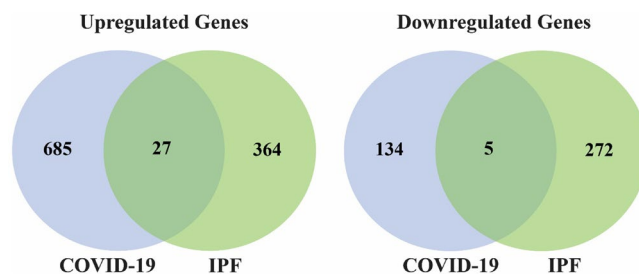 Upregulated Genes
Downregulated Genes
685 27 364
134 5 272
COVID-19 IPF
COVID-19 IPF